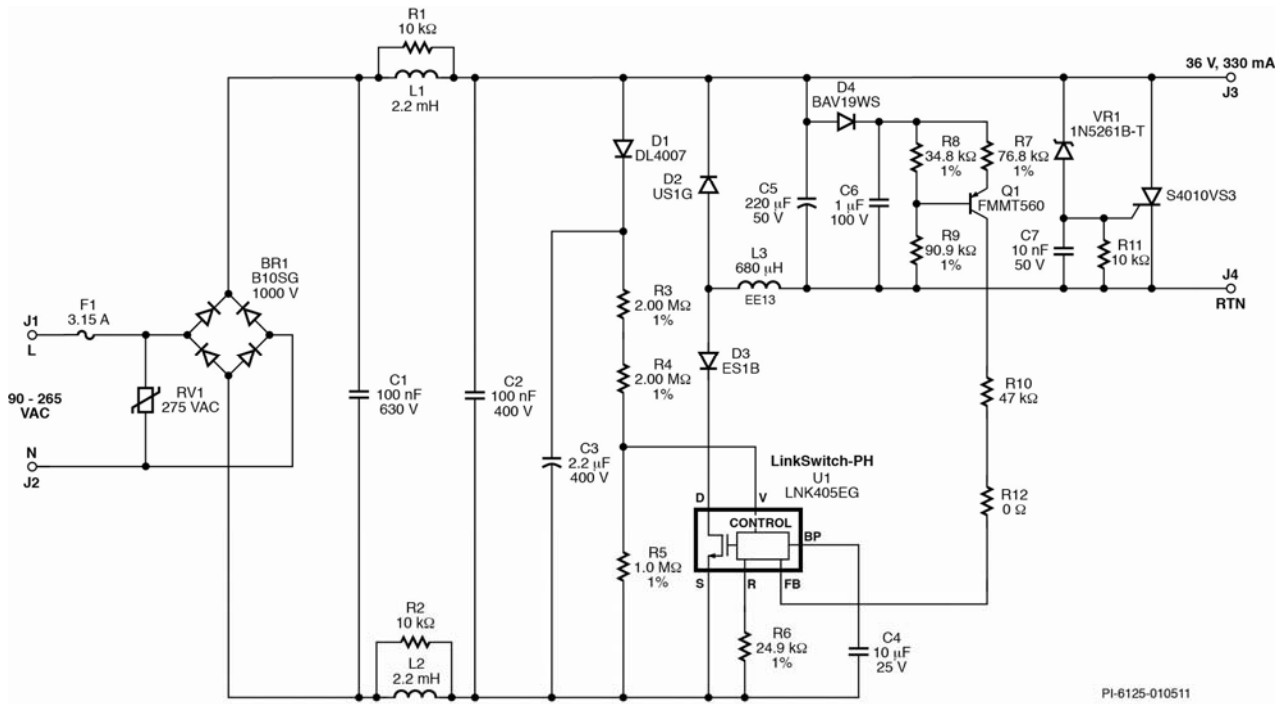 R1
10 kΩ
L1
2.2 mH
36 V, 330 mA
J3
D4
BAV19WS
VR1
1N5261B-T
D1
DL4007
R8
34.8 kΩ
1%
R7
76.8 kΩ
1%
D2
US1G
C5
220 µF
50 V
C6
1 µF
100 V
Q1
FMMT560
S4010VS3
R9
90.9 kΩ
1%
C7
10 nF
50 V
R11
10 kΩ
BR1
B10SG
1000 V
L3
680 µH
EE13
J4
RTN
F1
3.15 A
J1
L
R3
2.00 MΩ
1%
D3
ES1B
R4
2.00 MΩ
1%
C1
100 nF
630 V
C2
100 nF
400 V
R10
47 kΩ
90 - 265
VAC
RV1
275 VAC
N
J2
C3
2.2 µF
400 V
LinkSwitch-PH
U1
LNK405EG
R12
0 Ω
D
V
CONTROL
BP
S
R
FB
R5
1.0 MΩ
1%
R2
10 kΩ
L2
2.2 mH
R6
24.9 kΩ
1%
C4
10 µF
25 V
PI-6125-010511